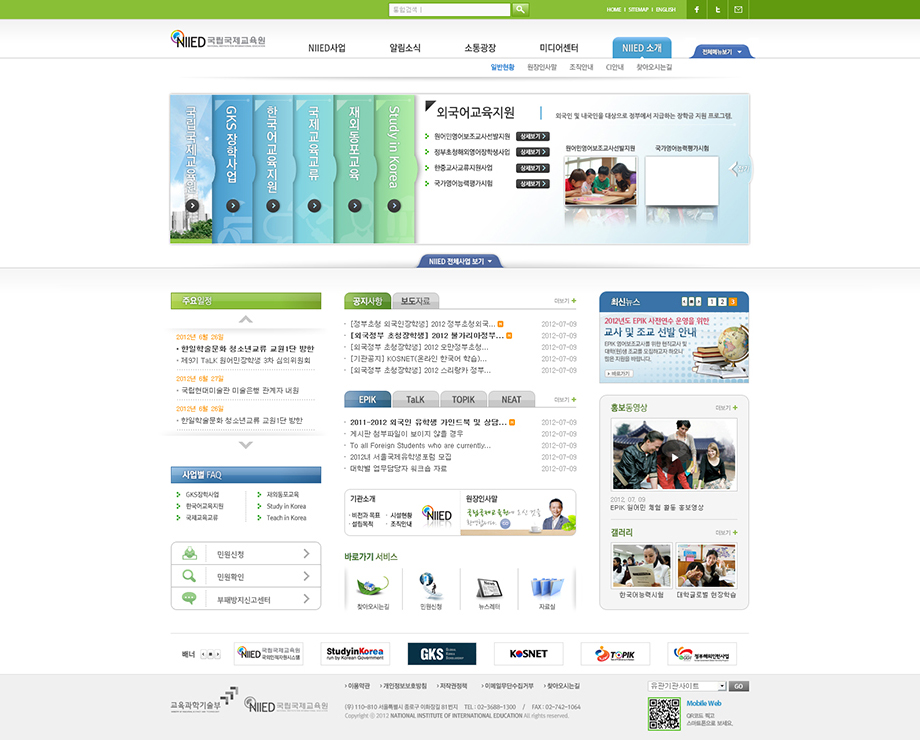 통합검색
HOME | SITEMAP | ENGLISH
NIIED 국립국제교육원
NIIED사업 알림소식 소통광장 미디어센터 NIIED 소개 전체메뉴보기
일반현황 원장인사말 조직안내 CI안내 찾아오시는길
국립국제교육원
GKS 장학사업
한국어교육지원
국제교육교류
재외동포교육
Study in Korea
외국어교육지원
외국인 및 내국인을 대상으로 정부에서 지급하는 장학금 지원 프로그램.
원어민영어보조교사선발지원 상세보기
정부초청해외영어장학생사업 상세보기
한중교사교류지원사업 상세보기
국가영어능력평가시험 상세보기
원어민영어보조교사선발지원 국가영어능력평가시험
NIIED 전체사업 보기
주요일정
2012년 6월 26일
한일학술문화 청소년교류 교원1단 방한
제9기 TaLK 원어민장학생 3차 심의위원회
2012년 6월 27일
국립현대미술관 미술은행 관계자 내원
2012년 6월 26일
한일학술문화 청소년교류 교원1단 방한
사업별 FAQ
GKS장학사업 재외동포교육
한국어교육지원 Study in Korea
국제교육교류 Teach in Korea
민원신청
민원확인
부패방지신고센터
공지사항 보도자료 더보기 +
[정부초청 외국인장학생] 2012 정부초청외국... 2012-07-09
[외국정부 초청장학생] 2012 불가리아정부... 2012-07-09
[외국정부 초청장학생] 2012 오만정부초청... 2012-07-09
[기관공지] KOSNET(온라인 한국어 학습)... 2012-07-09
[외국정부 초청장학생] 2012 스리랑카 정부... 2012-07-09
EPIK TaLK TOPIK NEAT 더보기 +
2011-2012 외국인 유학생 가인드북 및 상담... 2012-07-09
게시판 첨부파일이 보이지 않을 경우 2012-07-09
To all Foreign Students who are currently... 2012-07-09
2012년 서울국제유학포럼 모집 2012-07-09
대학별 업무담당자 워크숍 자료 2012-07-09
기관소개
비전과 목표 시설현황
설립목적 조직안내
NIIED
원장인사말
국립국제교육원에 오신 것을
환영합니다. GO
바로가기 서비스
찾아오시는길 민원신청 뉴스레터 자료실
최신뉴스 1 2 3
2012년도 EPIK 사전연수 운영을 위한
교사 및 조교 선발 안내
EPIK 영어보조교사를 위한 현직교사 및
대학(원)생 조교를 모집하고자 하오니
많은 지원 바랍니다.
바로가기
홍보동영상 더보기 +
2012. 07. 09
EPIK 원어민 체험 활동 홍보영상
갤러리 더보기 +
한국어능력시험 대학글로벌 현장학습
배너
NIIED 국립국제교육원
StudyinKorea
run by Korean Government
GKS
KOSNET
TOPIK
정부해외인턴사업
이용약관 개인정보보호방침 저작권정책 이메일무단수집거부 찾아오시는길
교육과학기술부
NIIED 국립국제교육원
(우) 110-810 서울특별시 종로구 이화장길 81번지 TEL : 02-3688-1300 / FAX : 02-742-1064
Copyright ⓒ 2012 NATIONAL INSTITUTE OF INTERNATIONAL EDUCATION All rights reserved.
유관기관사이트 GO
Mobile Web
QR코드 찍고
스마트폰으로 보세요.